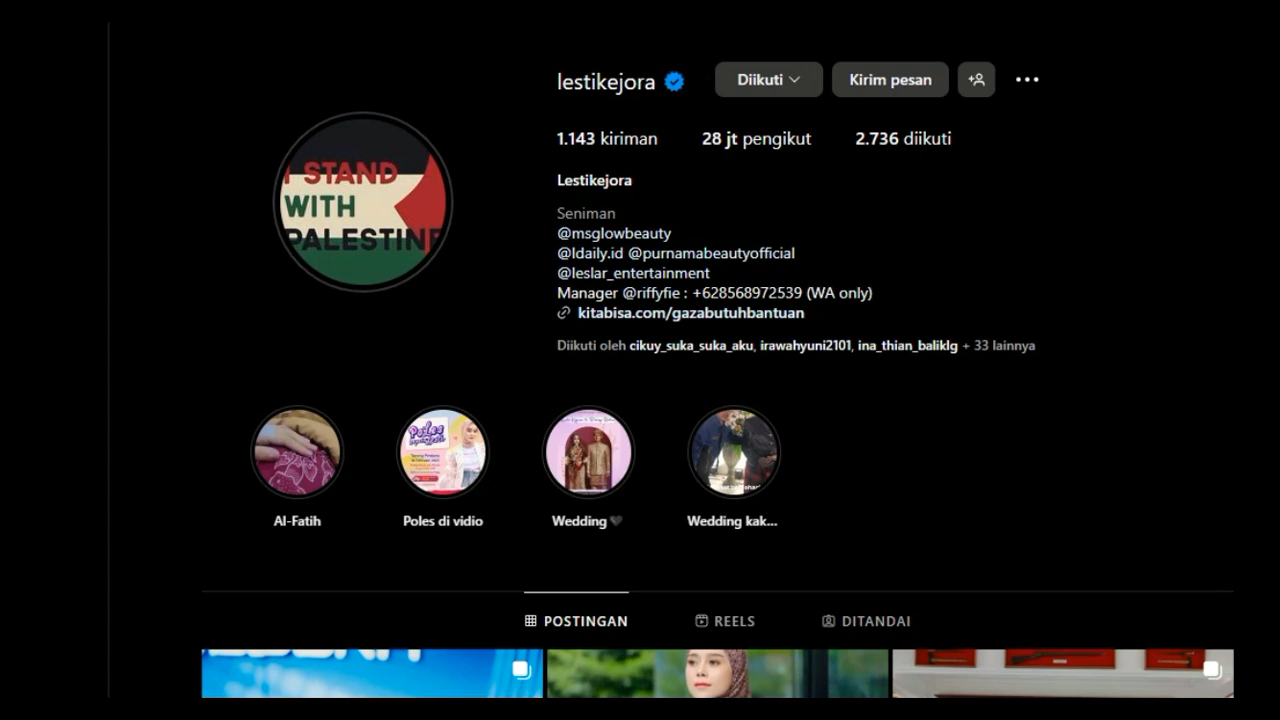 lestikejora
Diikuti
Kirim pesan
1.143 kiriman
28 jt pengikut
2.736 diikuti
I STAND
WITH
PALESTINE
Lestikejora
Seniman
@msglowbeauty
@ldaily.id @purnamabeautyofficial
@leslar_entertainment
Manager @riffyfie : +628568972539 (WA only)
kitabisa.com/gazabutuhbantuan
Diikuti oleh cikuy_suka_suka_aku, irawahyuni2101, ina_thian_baliklg + 33 lainnya
Poles
Al-Fatih
Poles di vidio
Wedding🖤
Wedding kak...
POSTINGAN
REELS
DITANDAI